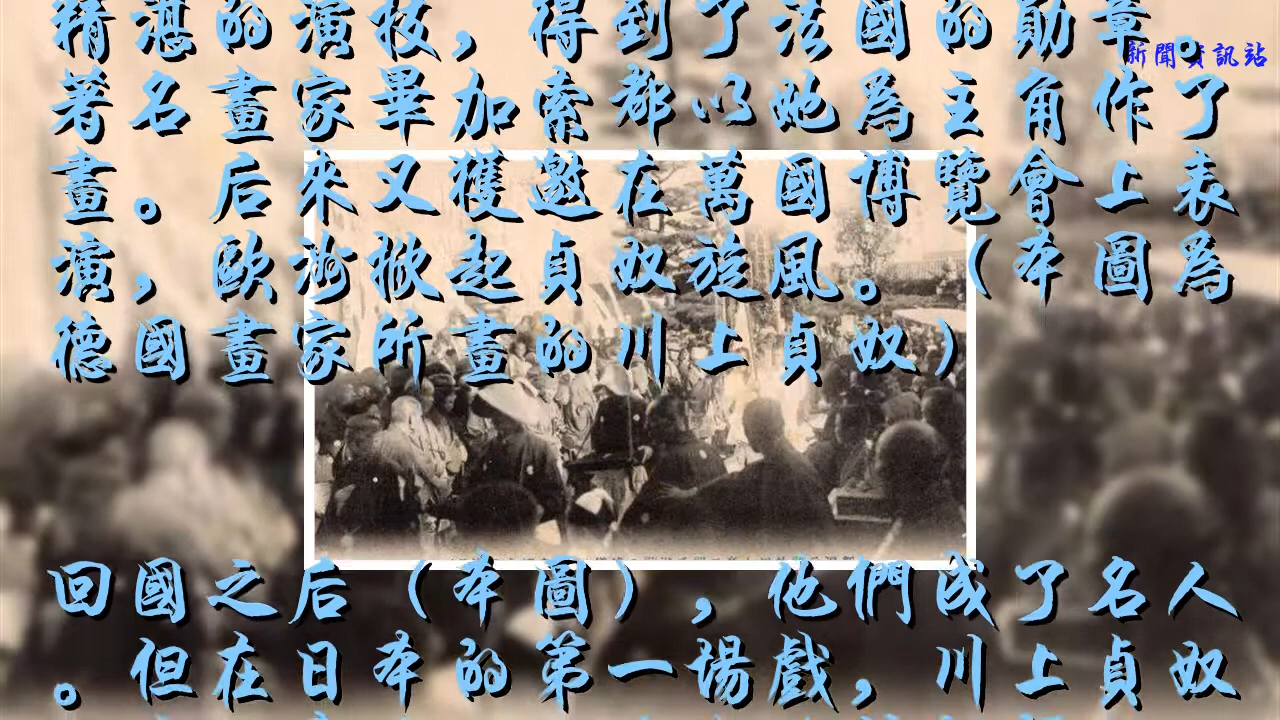 精湛的演技，得到了法國的勛章。
新聞資訊站
著名畫家畢加索都以她為主角作了
畫。后來又獲邀在萬國博覽會上表
演，歐洲掀起貞奴旋風。（本圖為
德國畫家所畫的川上貞奴）
回國之后（本圖），他們成了名人
。但在日本的第一場戲，川上貞奴